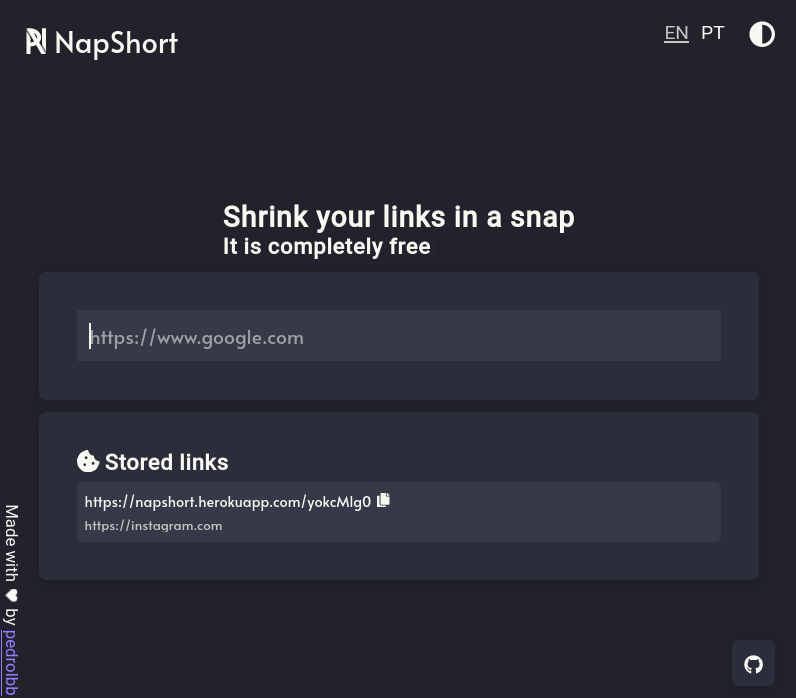 NapShort
EN PT
Shrink your links in a snap
It is completely free
https://www.google.com
Stored links
https://napshort.herokuapp.com/yokcMlg0
https://instagram.com
Made with ♥ by pedrolbb